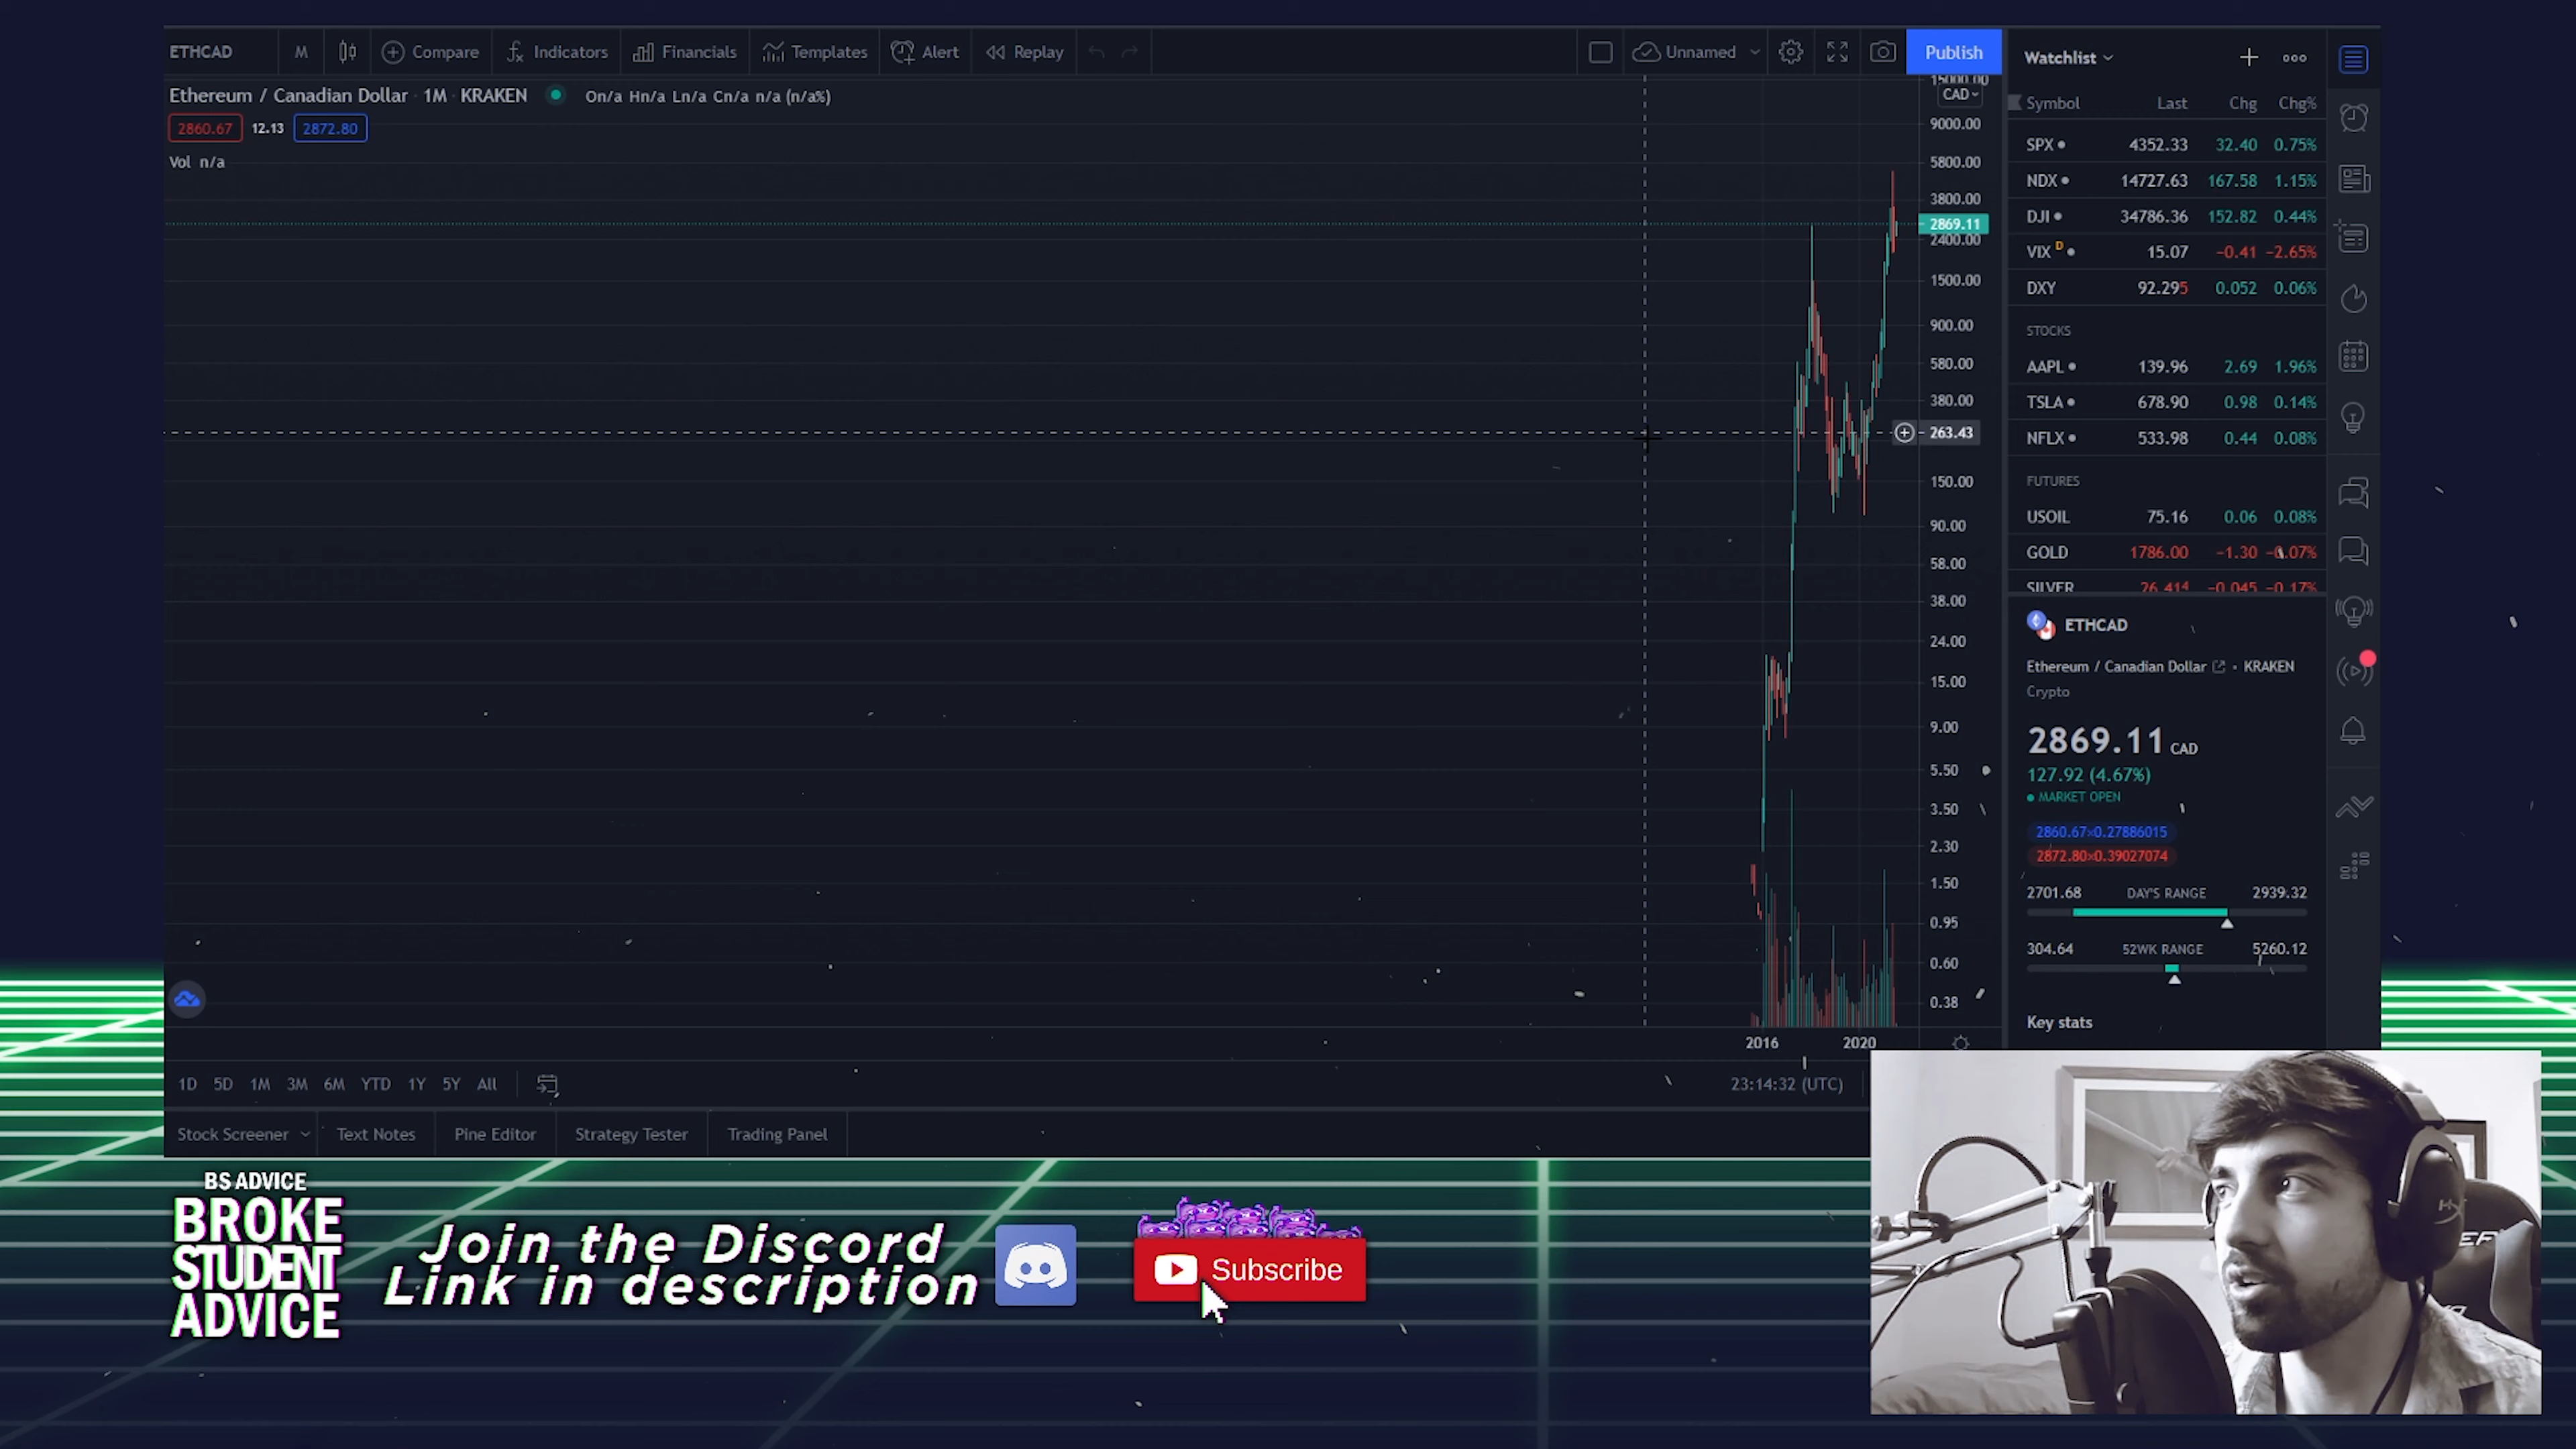 ETHCAD M Compare Indicators Financials Templates Alert Replay Unnamed Publish
Ethereum / Canadian Dollar · 1M · KRAKEN On/a Hn/a Ln/a Cn/a n/a (n/a%)
2860.67 12.13 2872.80
Vol n/a
15000.00
CAD
9000.00
5800.00
3800.00
2869.11
2400.00
1500.00
900.00
580.00
380.00
263.43
150.00
90.00
58.00
38.00
24.00
15.00
9.00
5.50
3.50
2.30
1.50
0.95
0.60
0.38
2016 2020
1D 5D 1M 3M 6M YTD 1Y 5Y All
23:14:32 (UTC)
Stock Screener Text Notes Pine Editor Strategy Tester Trading Panel
Watchlist
Symbol Last Chg Chg%
SPX 4352.33 32.40 0.75%
NDX 14727.63 167.58 1.15%
DJI 34786.36 152.82 0.44%
VIX D 15.07 −0.41 −2.65%
DXY 92.295 0.052 0.06%
STOCKS
AAPL 139.96 2.69 1.96%
TSLA 678.90 0.98 0.14%
NFLX 533.98 0.44 0.08%
FUTURES
USOIL 75.16 0.06 0.08%
GOLD 1786.00 −1.30 −0.07%
SILVER 26.414 −0.045 −0.17%
ETHCAD
Ethereum / Canadian Dollar • KRAKEN
Crypto
2869.11 CAD
127.92 (4.67%)
MARKET OPEN
2860.67×0.27886015
2872.80×0.39027074
2701.68 DAY'S RANGE 2939.32
304.64 52WK RANGE 5260.12
Key stats
BS ADVICE
BROKE
STUDENT
ADVICE
Join the Discord
Link in description
Subscribe